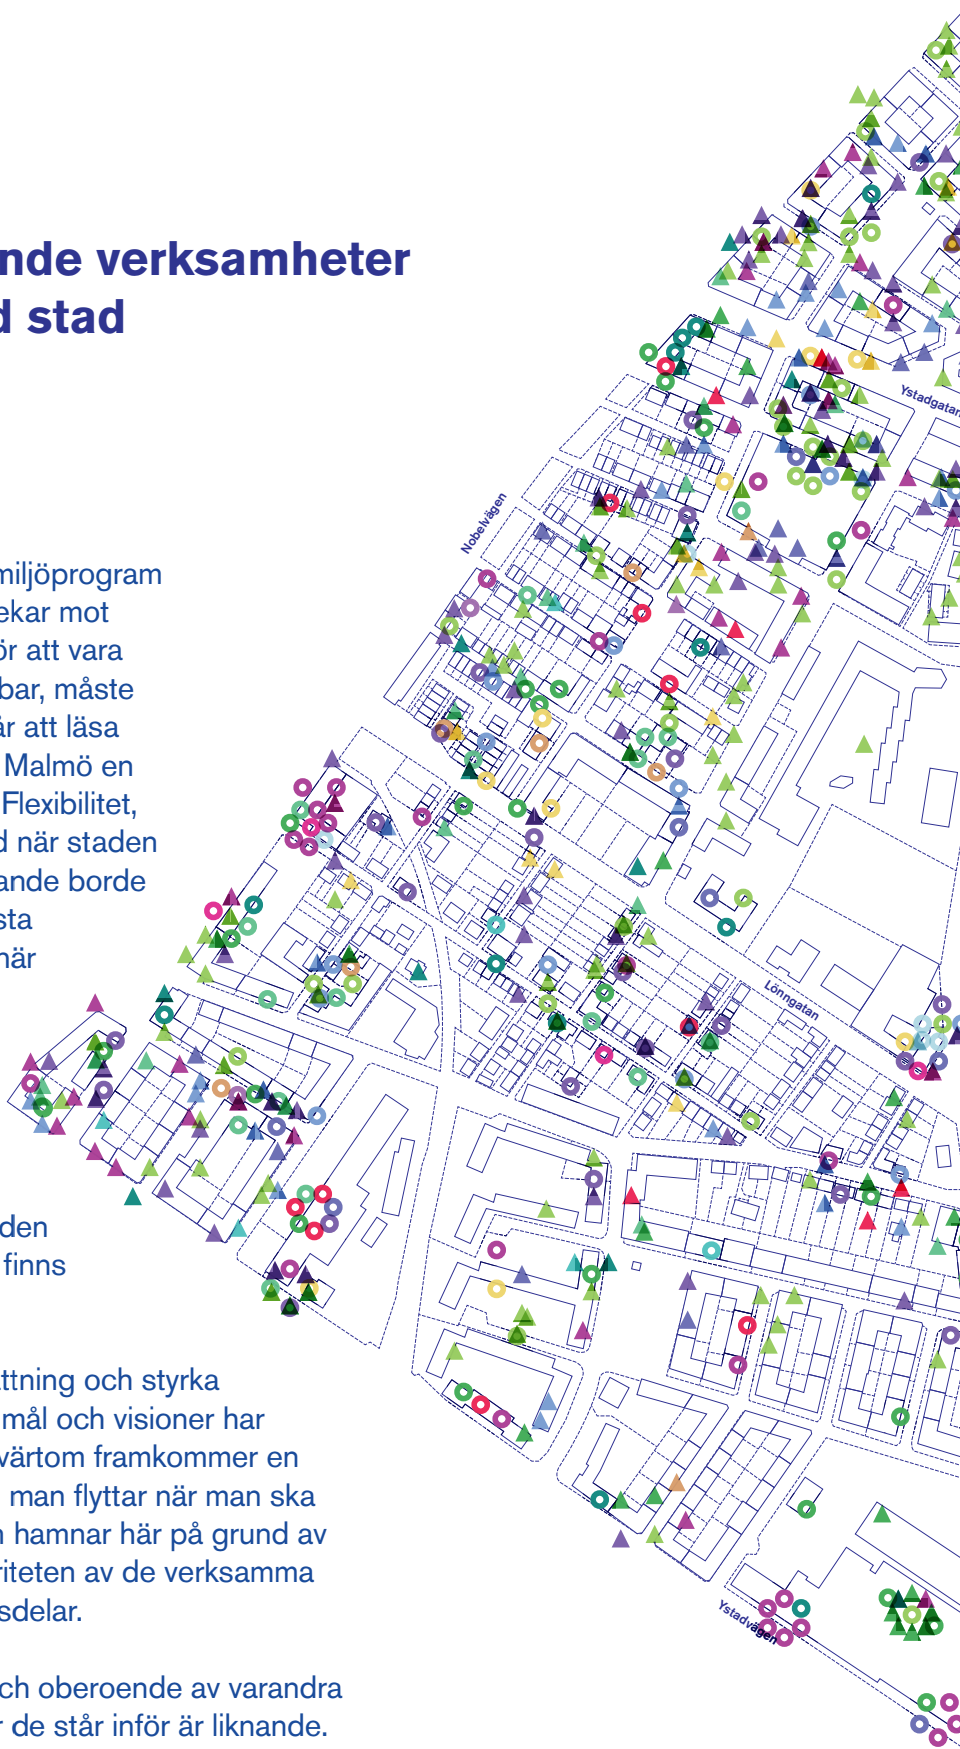 nde verksamheter
d stad
miljöprogram
ekar mot
ör att vara
bar, måste
är att läsa
Malmö en
Flexibilitet,
d när staden
ande borde
sta
när
den
finns
attning och styrka
mål och visioner har
värtom framkommer en
man flyttar när man ska
n hamnar här på grund av
riteten av de verksamma
sdelar.
ch oberoende av varandra
r de står inför är liknande.
Ystadgatan
Nobelvägen
Lönngatan
Ystadvägen